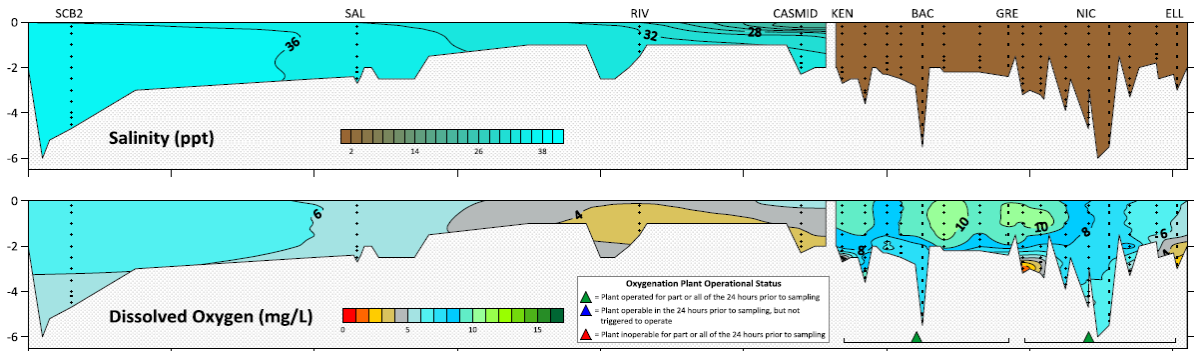 SCB2 SAL RIV CASMID KEN BAC GRE NIC ELL
0
-2
-4
-6
36
32
28
Salinity (ppt)
2 14 26 38
0
-2
-4
-6
6
4
8
10
10
8
6
Dissolved Oxygen (mg/L)
0 5 10 15
Oxygenation Plant Operational Status
= Plant operated for part or all of the 24 hours prior to sampling
= Plant operable in the 24 hours prior to sampling, but not
triggered to operate
= Plant inoperable for part or all of the 24 hours prior to sampling